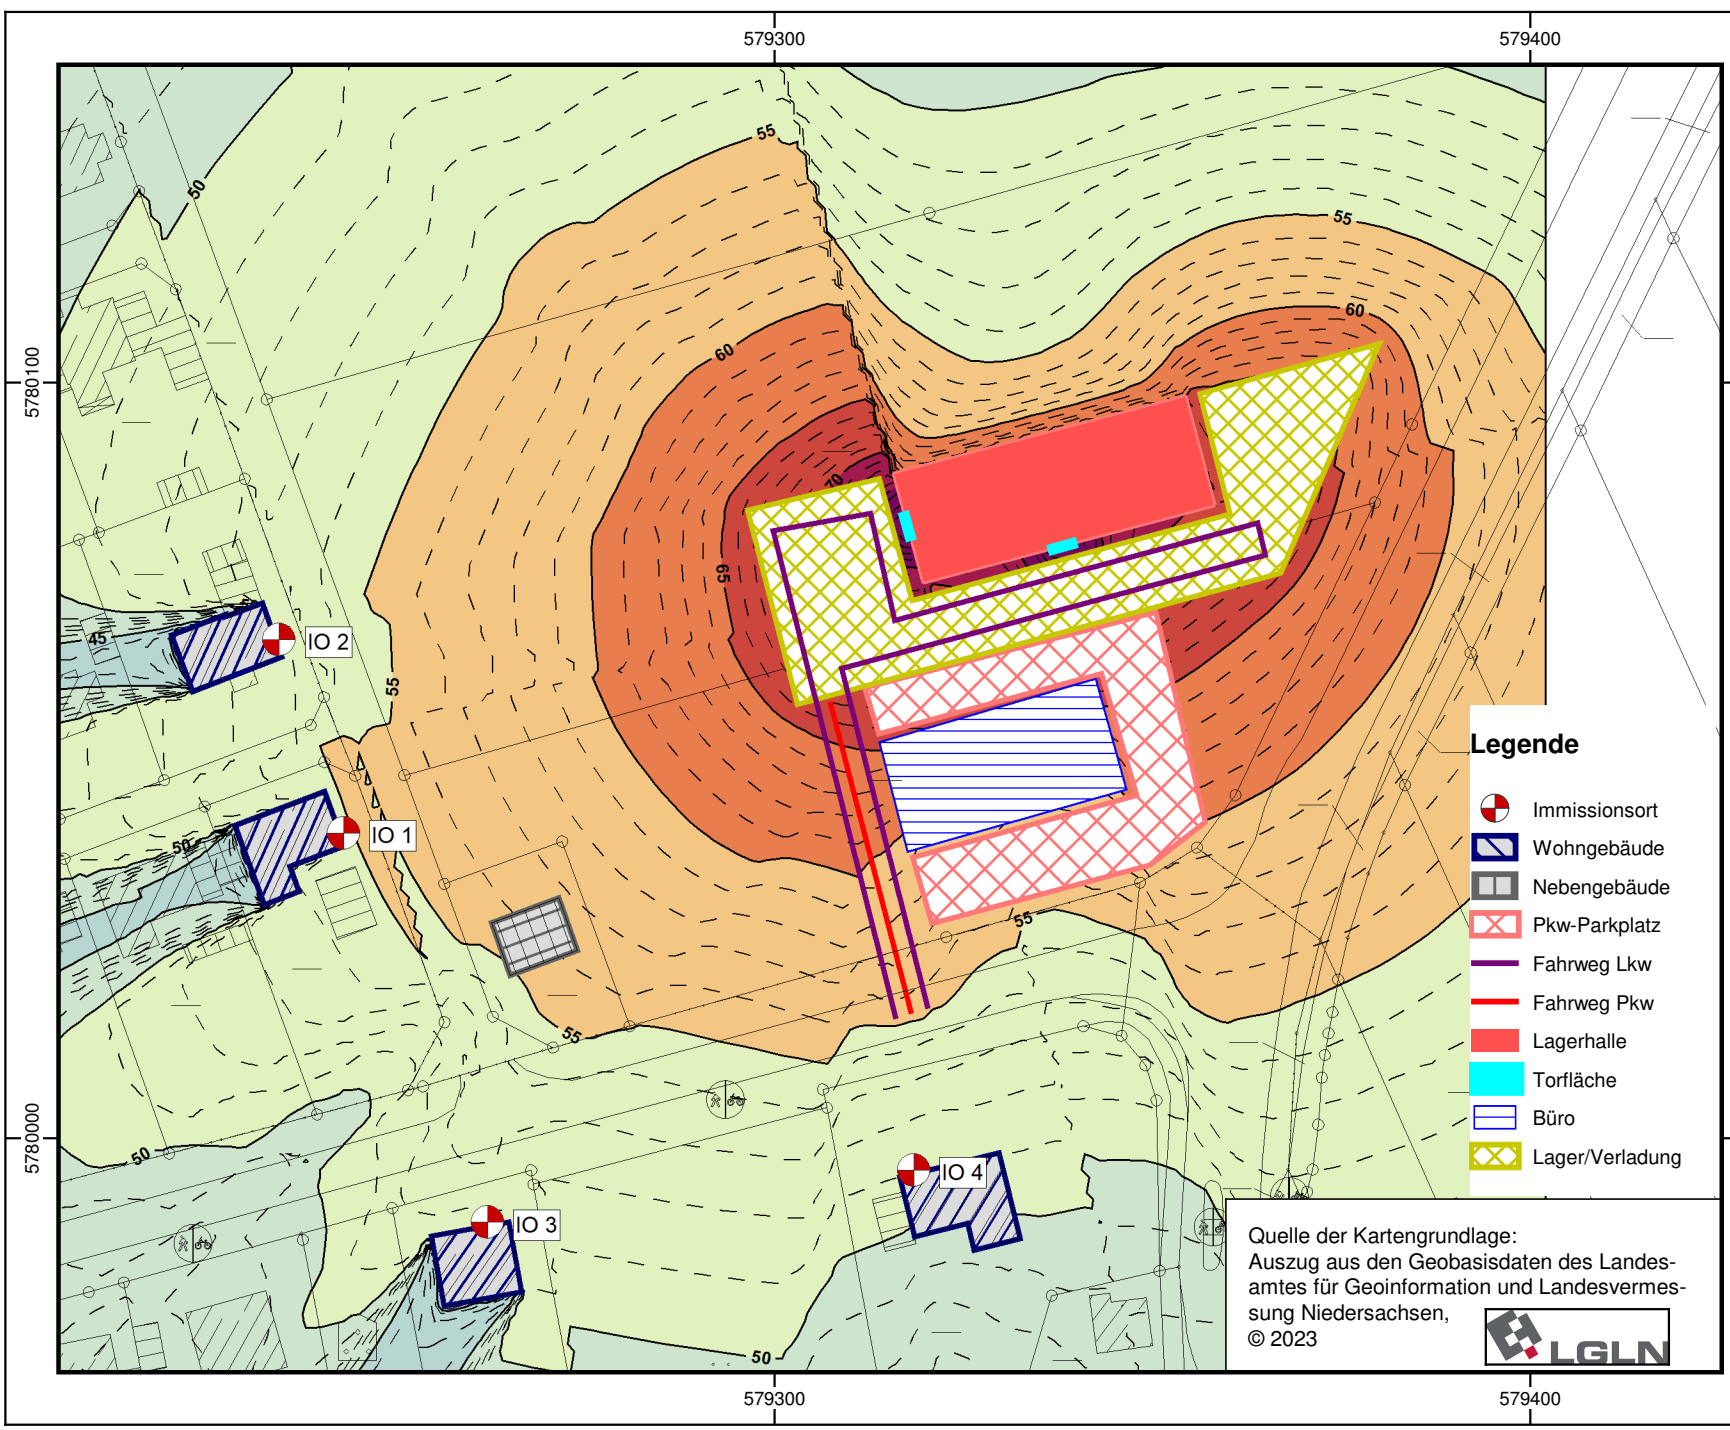 579300
579400
55
50
55
60
60
580100
70
65
45
IO 2
55
Legende
Immissionsort
IO 1
50
Wohngebäude
Nebengebäude
55
Pkw-Parkplatz
Fahrweg Lkw
Fahrweg Pkw
55
Lagerhalle
Torfläche
Büro
580000
50
Lager/Verladung
IO 4
IO 3
Quelle der Kartengrundlage:
Auszug aus den Geobasisdaten des Landes-
amtes für Geoinformation und Landesvermes-
sung Niedersachsen,
© 2023
LGLN
50
579300
579400